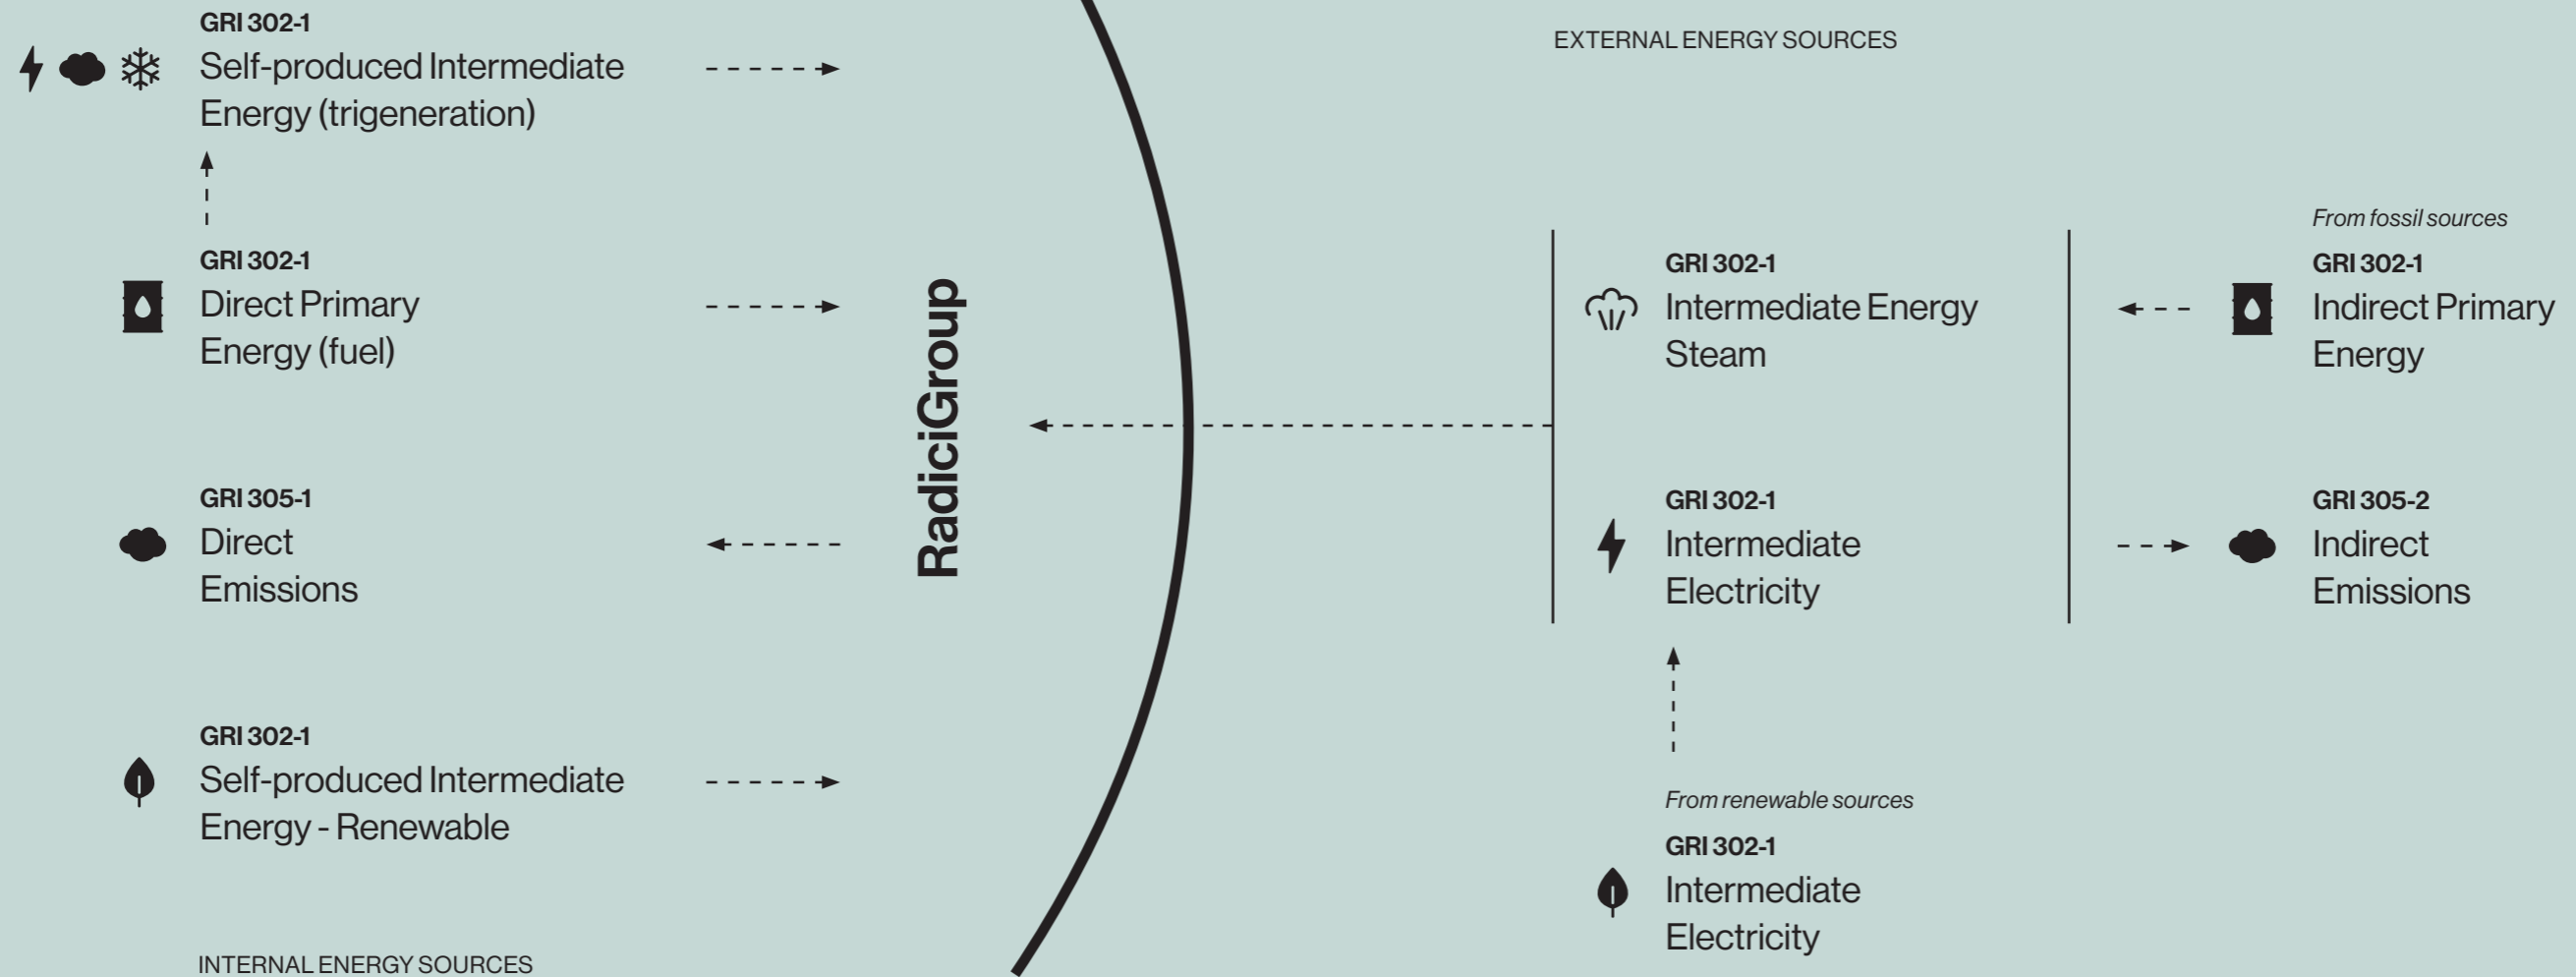 GRI 302-1
Self-produced Intermediate
Energy (trigeneration)
GRI 302-1
Direct Primary
Energy (fuel)
GRI 305-1
Direct
Emissions
GRI 302-1
Self-produced Intermediate
Energy - Renewable
INTERNAL ENERGY SOURCES
RadiciGroup
EXTERNAL ENERGY SOURCES
GRI 302-1
Intermediate Energy
Steam
GRI 302-1
Intermediate
Electricity
From renewable sources
GRI 302-1
Intermediate
Electricity
From fossil sources
GRI 302-1
Indirect Primary
Energy
GRI 305-2
Indirect
Emissions